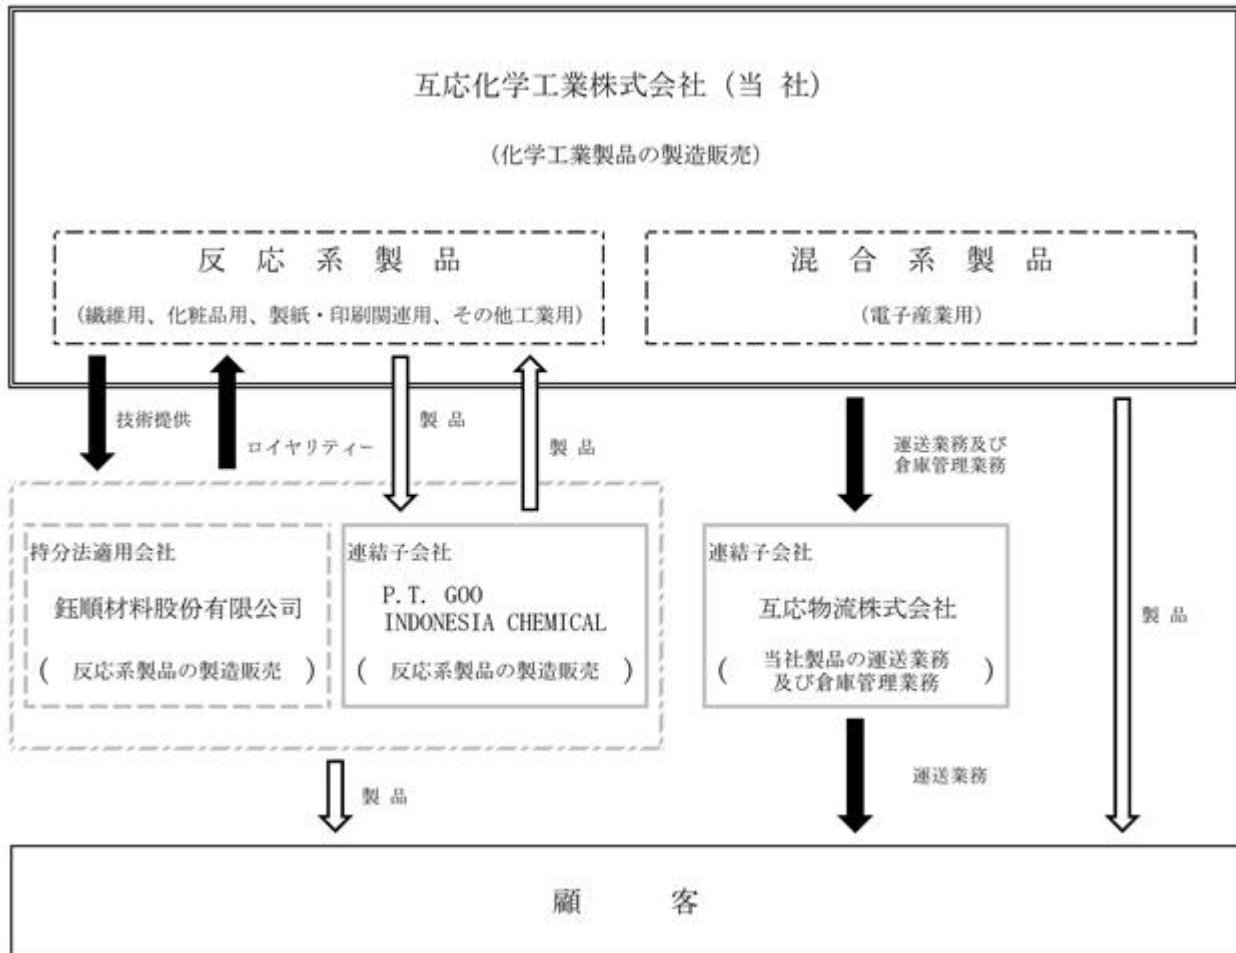 互応化学工業株式会社（当 社）
（化学工業製品の製造販売）
反 応 系 製 品
（繊維用、化粧品用、製紙・印刷関連用、その他工業用）
混 合 系 製 品
（電子産業用）
技術提供
ロイヤリティー
製 品
製 品
運送業務及び
倉庫管理業務
製 品
持分法適用会社
鈺順材料股份有限公司
（ 反応系製品の製造販売 ）
連結子会社
P.T. GOO
INDONESIA CHEMICAL
（ 反応系製品の製造販売 ）
連結子会社
互応物流株式会社
（ 当社製品の運送業務
及び倉庫管理業務 ）
製 品
運送業務
顧 客